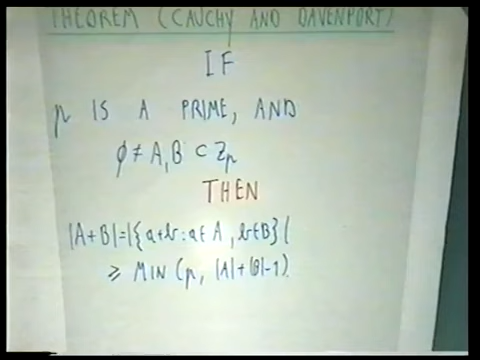 THEOREM (CAUCHY AND DAVENPORT)
IF
p IS A PRIME, AND
∅ ≠ A, B ⊂ Z_p
THEN
|A+B| = |{a+b : a ∈ A, b ∈ B}|
≥ MIN (p, |A|+|B|-1)